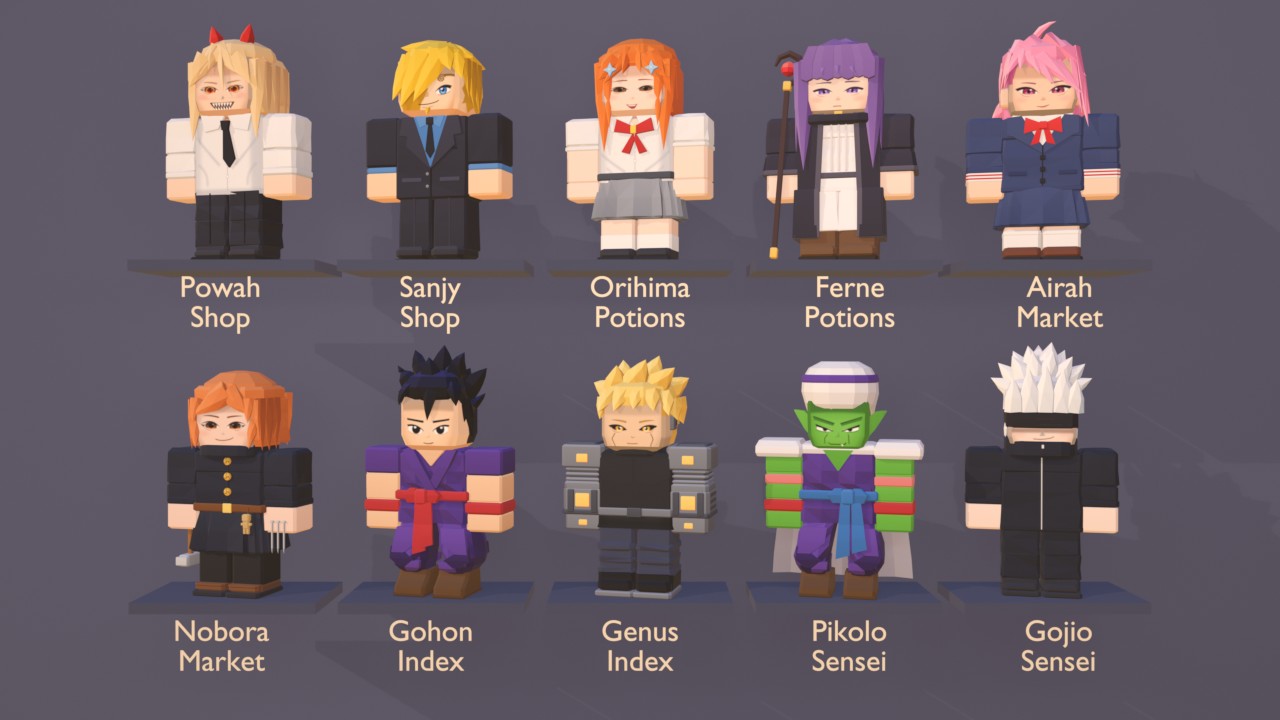 Powah
Shop
Sanjy
Shop
Orihima
Potions
Ferne
Potions
Airah
Market
Nobora
Market
Gohon
Index
Genus
Index
Pikolo
Sensei
Gojio
Sensei